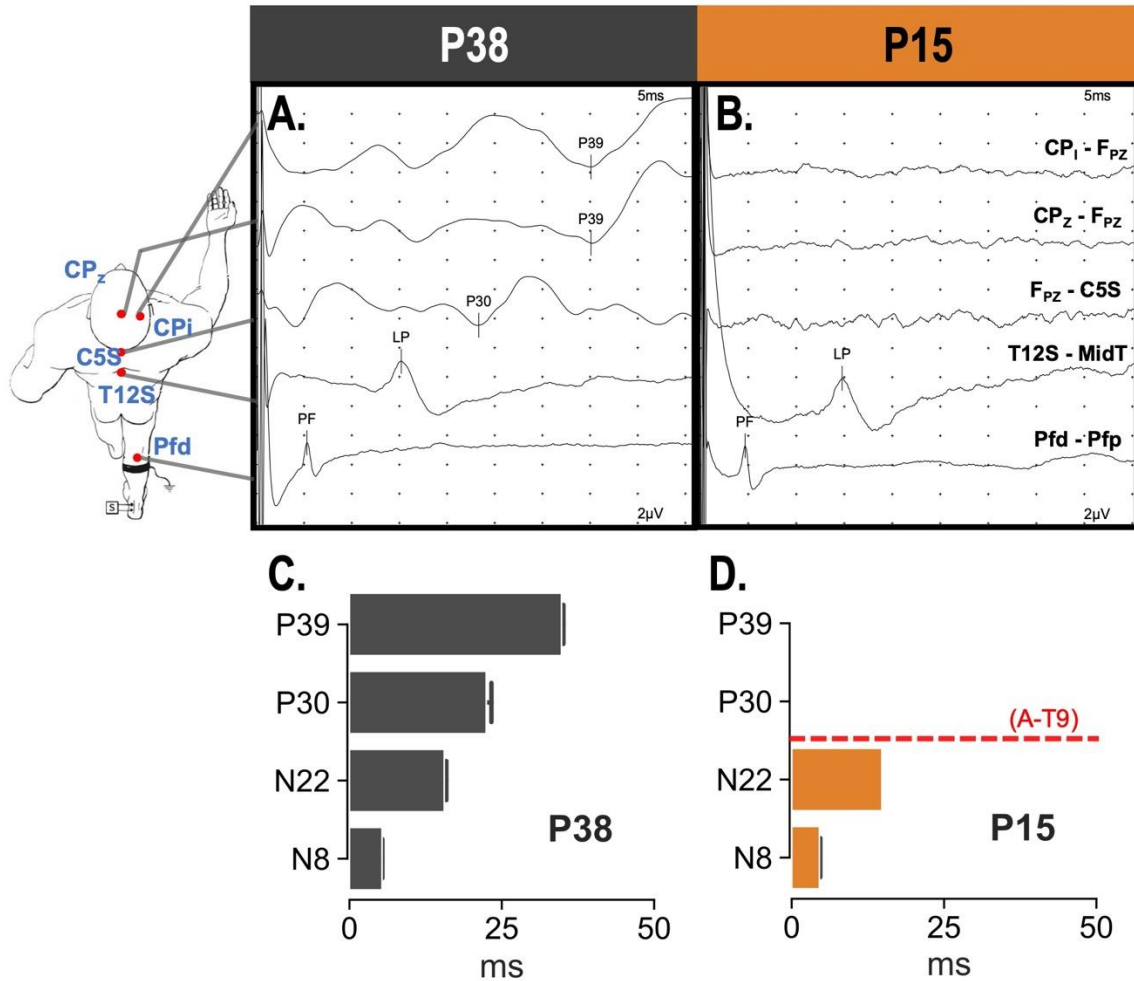 P38
P15
A.
5ms
P39
P39
P30
LP
PF
2µV
B.
5ms
CPI - FPZ
CPZ - FPZ
FPZ - C5S
T12S - MidT
Pfd - Pfp
LP
PF
2µV
CPz
CPi
C5S
T12S
Pfd
S
C.
P39
P30
N22
N8
P38
0
25
50
ms
D.
P39
P30
(A-T9)
N22
N8
P15
0
25
50
ms